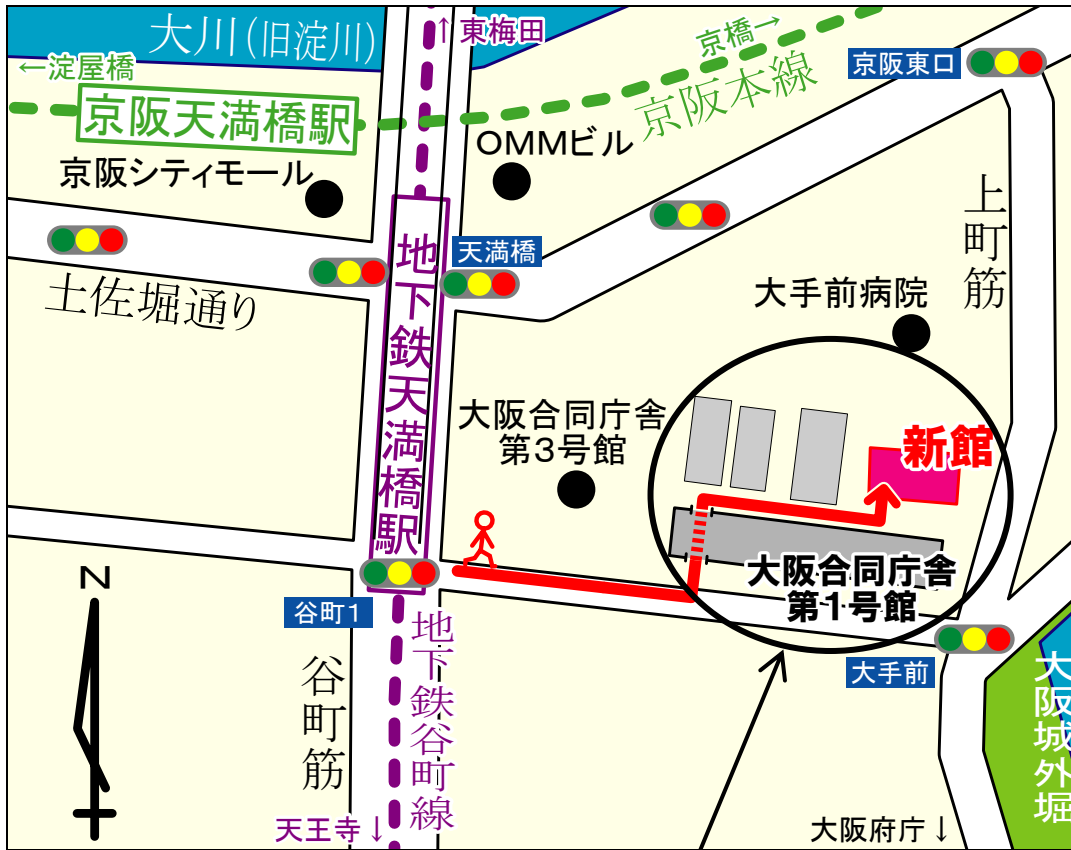 大川(旧淀川)
↑東梅田
京橋→
←淀屋橋
京阪東口
京阪天満橋駅
京阪本線
OMMビル
京阪シティモール
上町筋
天満橋
地下鉄天満橋駅
土佐堀通り
大手前病院
大阪合同庁舎
第3号館
新館
大阪合同庁舎
第1号館
N
谷町1
地下鉄谷町線
谷町筋
大手前
大阪城外堀
天王寺↓
大阪府庁↓